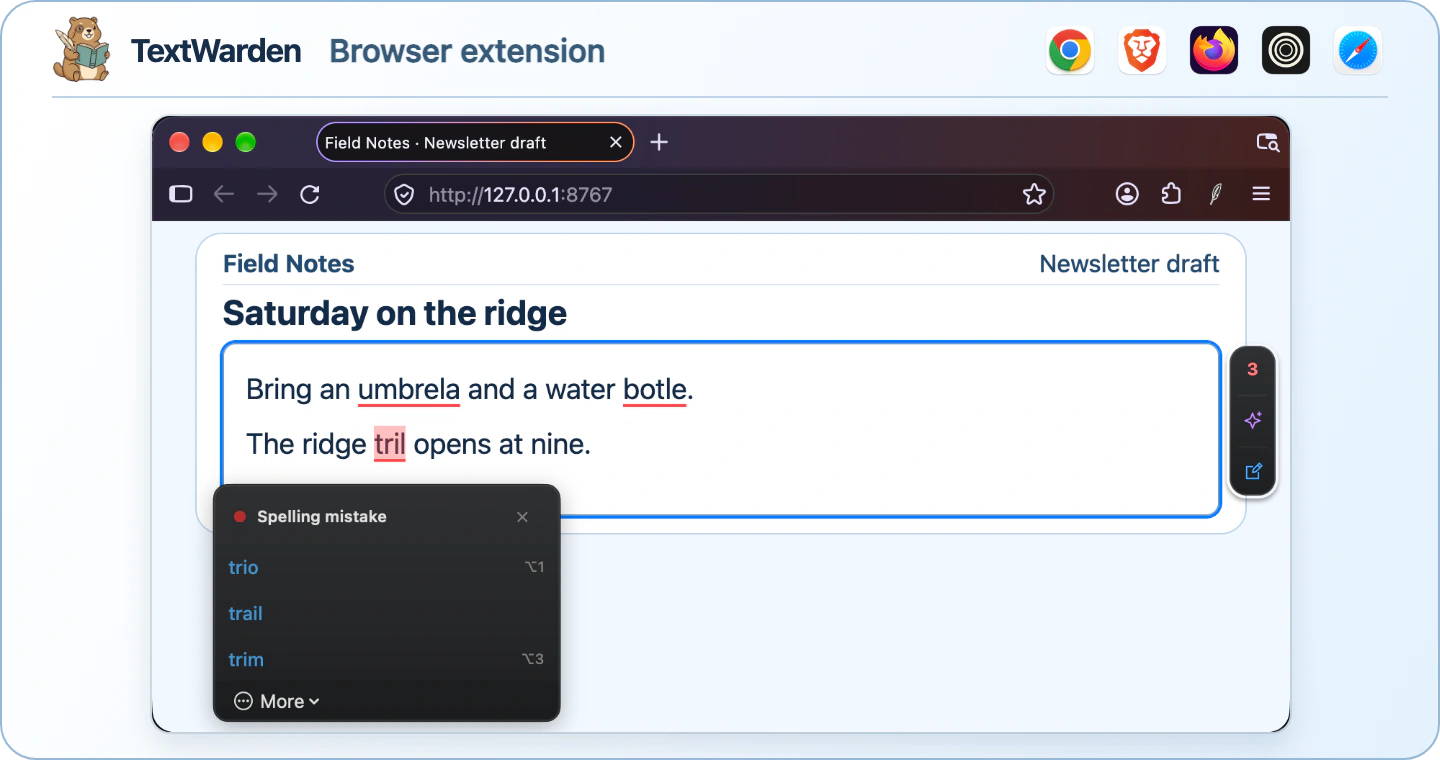 TextWarden Browser extension
Field Notes · Newsletter draft
http://127.0.0.1:8767
Field Notes Newsletter draft
Saturday on the ridge
Bring an umbrela and a water botle.
The ridge tril opens at nine.
3
Spelling mistake
trio ⌥1
trail
trim ⌥3
More